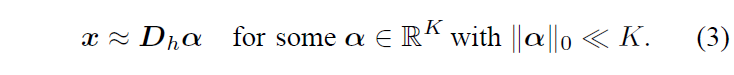 x ≈ D_h α for some α ∈ ℝ^K with ‖α‖_0 ≪ K. (3)